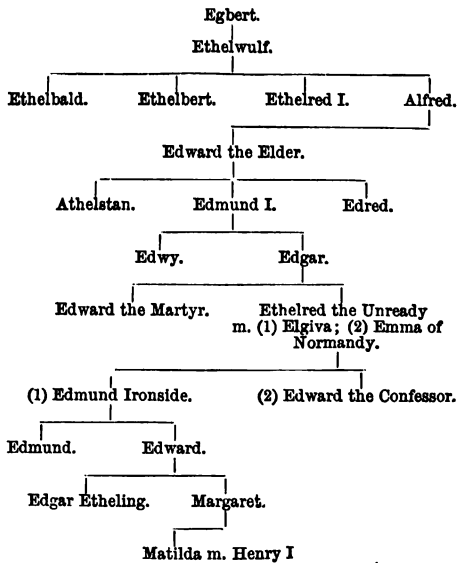 Egbert.
Ethelwulf.
Ethelbald. Ethelbert. Ethelred I. Alfred.
Edward the Elder.
Athelstan. Edmund I. Edred.
Edwy. Edgar.
Edward the Martyr. Ethelred the Unready
m. (1) Elgiva; (2) Emma of
Normandy.
(1) Edmund Ironside. (2) Edward the Confessor.
Edmund. Edward.
Edgar Etheling. Margaret.
Matilda m. Henry I